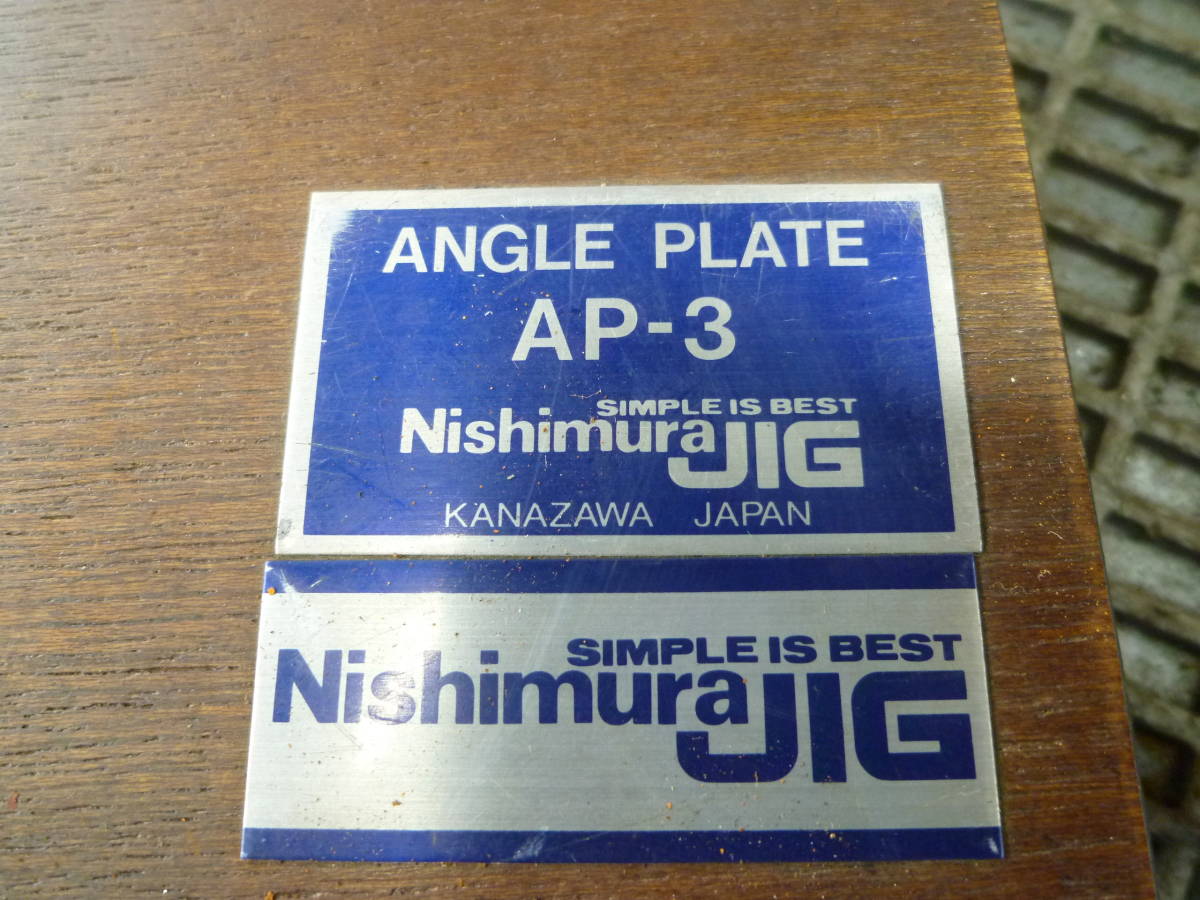 ANGLE PLATE
AP-3
SIMPLE IS BEST
Nishimura JIG
KANAZAWA JAPAN
SIMPLE IS BEST
Nishimura JIG